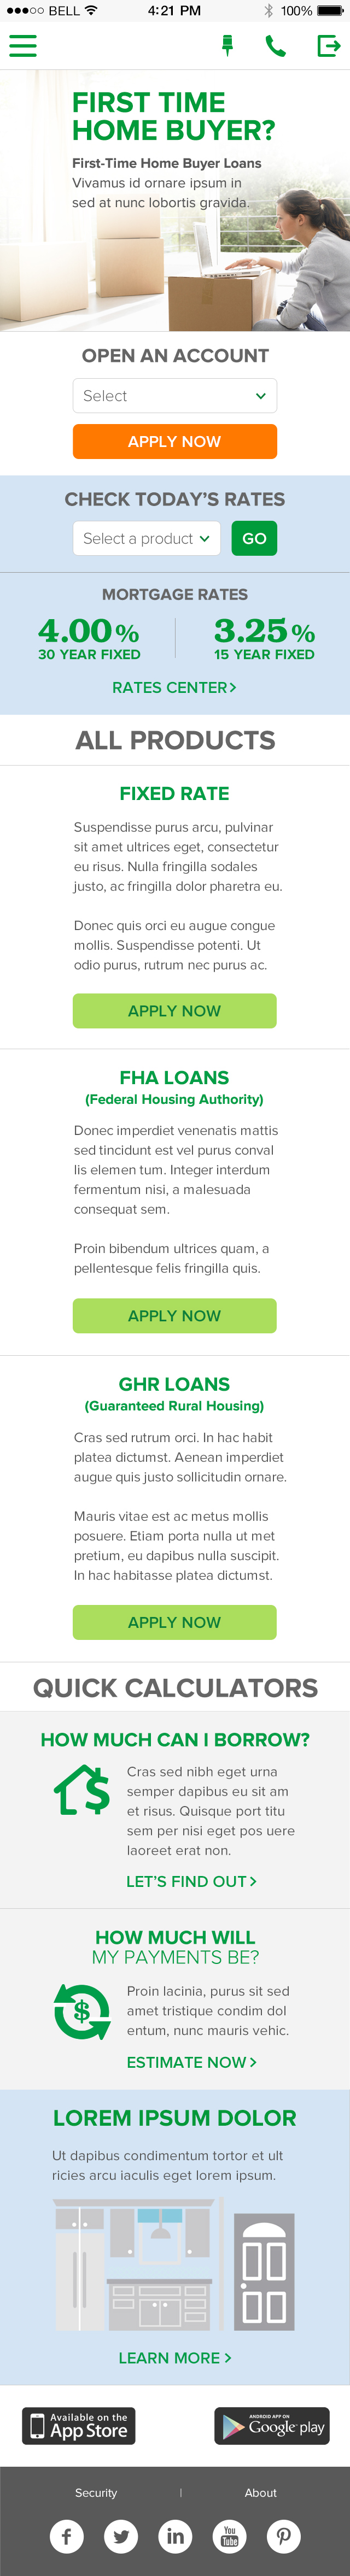 BELL
4:21 PM
100%
FIRST TIME
HOME BUYER?
First-Time Home Buyer Loans
Vivamus id ornare ipsum in
sed at nunc lobortis gravida.
OPEN AN ACCOUNT
Select
APPLY NOW
CHECK TODAY'S RATES
Select a product
GO
MORTGAGE RATES
4.00%
30 YEAR FIXED
3.25%
15 YEAR FIXED
RATES CENTER>
ALL PRODUCTS
FIXED RATE
Suspendisse purus arcu, pulvinar
sit amet ultrices eget, consectetur
eu risus. Nulla fringilla sodales
justo, ac fringilla dolor pharetra eu.
Donec quis orci eu augue congue
mollis. Suspendisse potenti. Ut
odio purus, rutrum nec purus ac.
APPLY NOW
FHA LOANS
(Federal Housing Authority)
Donec imperdiet venenatis mattis
sed tincidunt est vel purus conval
lis elemen tum. Integer interdum
fermentum nisi, a malesuada
consequat sem.
Proin bibendum ultrices quam, a
pellentesque felis fringilla quis.
APPLY NOW
GHR LOANS
(Guaranteed Rural Housing)
Cras sed rutrum orci. In hac habit
platea dictumst. Aenean imperdiet
augue quis justo sollicitudin ornare.
Mauris vitae est ac metus mollis
posuere. Etiam porta nulla ut met
pretium, eu dapibus nulla suscipit.
In hac habitasse platea dictumst.
APPLY NOW
QUICK CALCULATORS
HOW MUCH CAN I BORROW?
Cras sed nibh eget urna
semper dapibus eu sit am
et risus. Quisque port titu
sem per nisi eget pos uere
laoreet erat non.
LET'S FIND OUT>
HOW MUCH WILL
MY PAYMENTS BE?
Proin lacinia, purus sit sed
amet tristique condim dol
entum, nunc mauris vehic.
ESTIMATE NOW>
LOREM IPSUM DOLOR
Ut dapibus condimentum tortor et ult
ricies arcu iaculis eget lorem ipsum.
LEARN MORE >
Available on the
App Store
ANDROID APP ON
Google play
Security | About
You
Tube